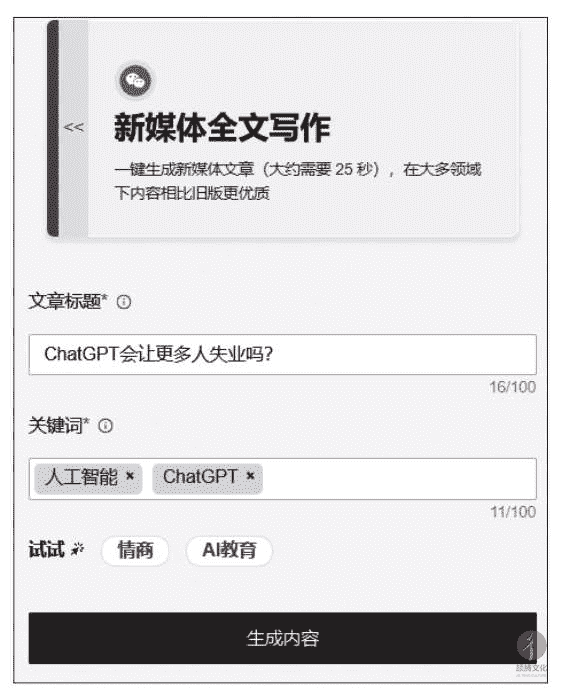 <<
新媒体全文写作
一键生成新媒体文章（大约需要 25 秒），在大多领域
下内容相比旧版更优质
文章标题*
ChatGPT会让更多人失业吗?
16/100
关键词*
人工智能 × ChatGPT ×
11/100
试试 情商 AI教育
生成内容